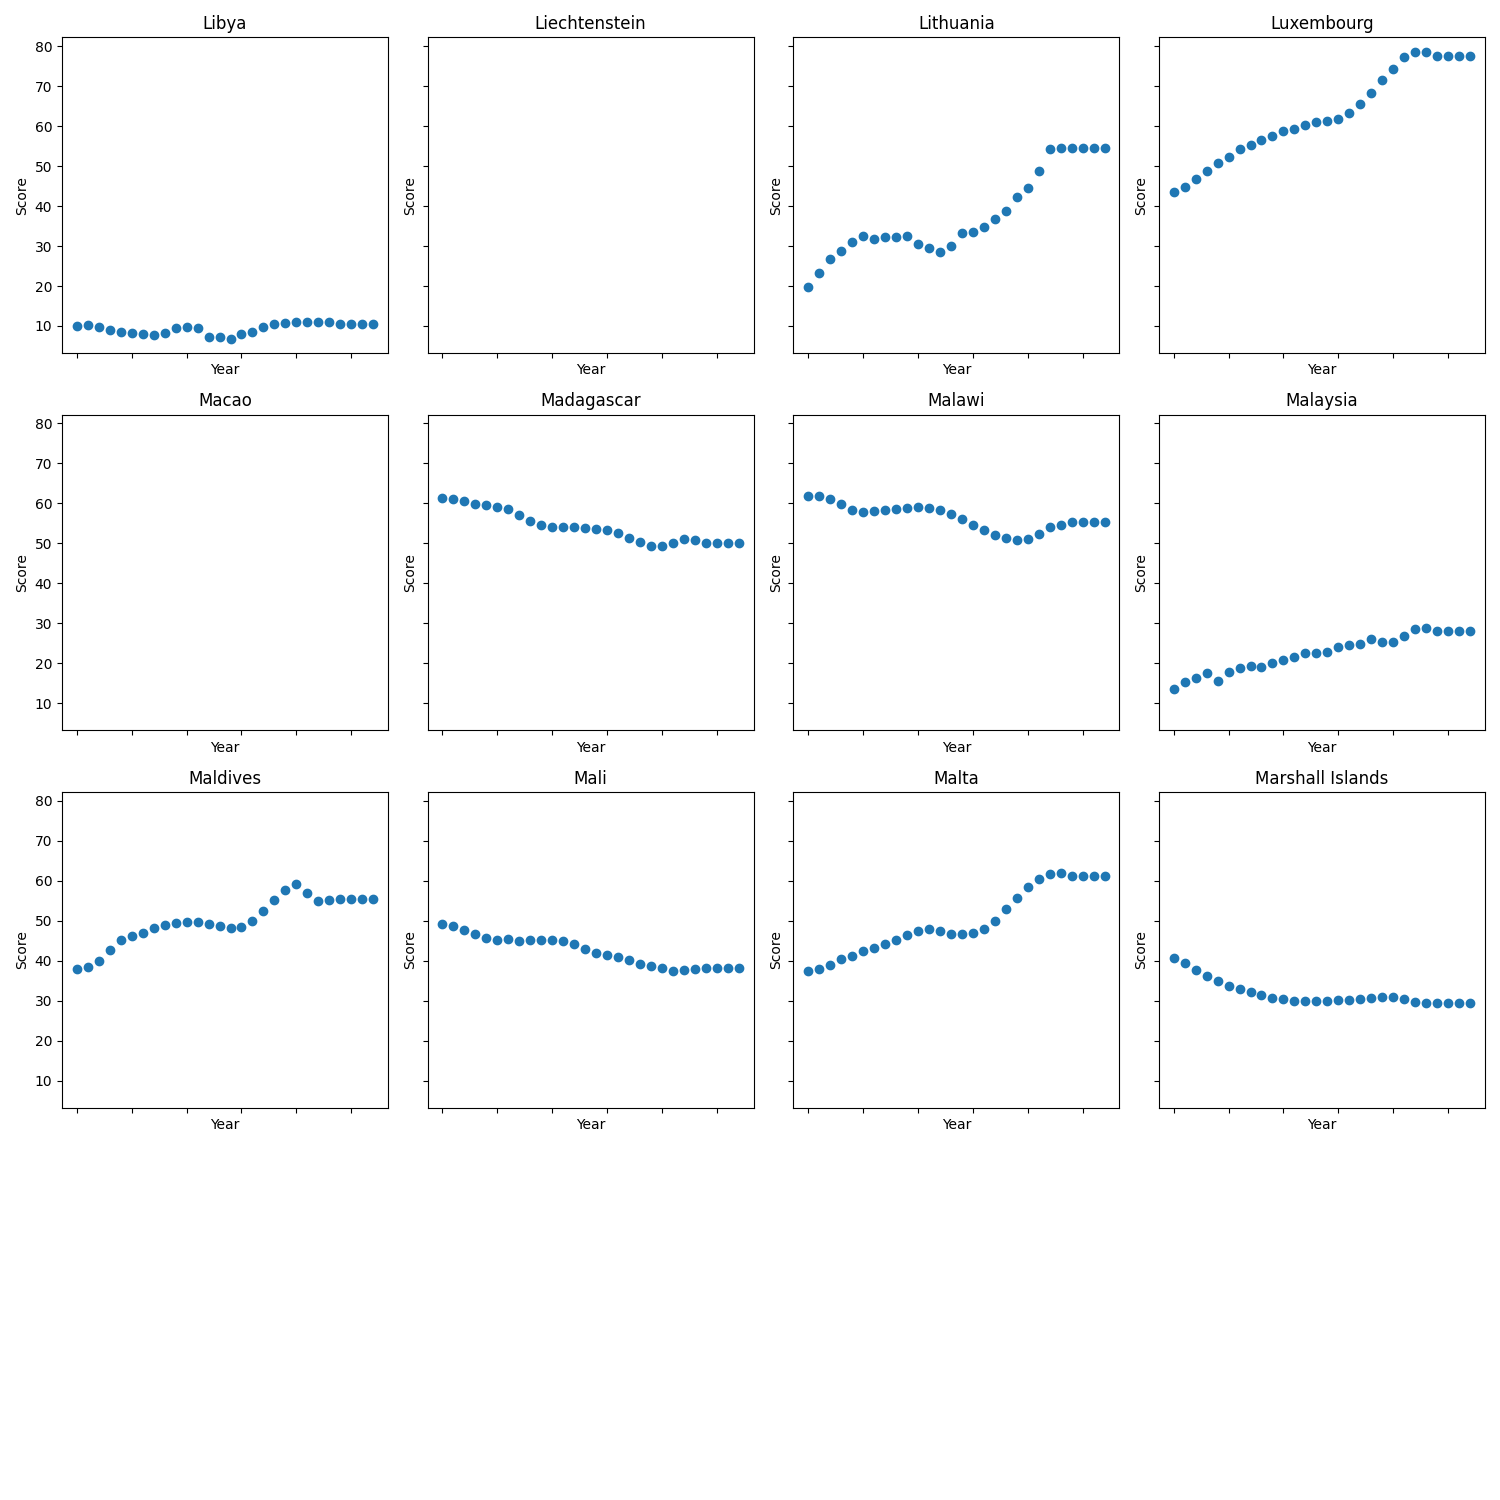 Libya
Liechtenstein
Lithuania
Luxembourg
80
70
60
50
40
30
20
10
Score
Score
Score
Score
Year
Year
Year
Year
Macao
Madagascar
Malawi
Malaysia
80
70
60
50
40
30
20
10
Score
Score
Score
Score
Year
Year
Year
Year
Maldives
Mali
Malta
Marshall Islands
80
70
60
50
40
30
20
10
Score
Score
Score
Score
Year
Year
Year
Year